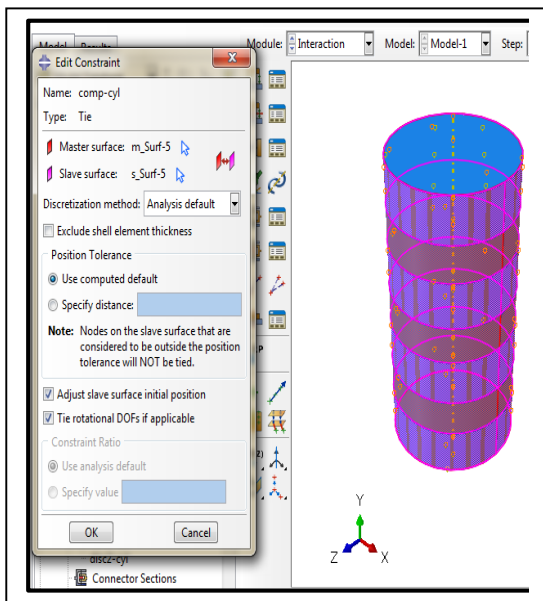 Model Results
Module: Interaction Model: Model-1 Step:
Edit Constraint
X
Name: comp-cyl
Type: Tie
Master surface: m_Surf-5
Slave surface: s_Surf-5
Discretization method: Analysis default
Exclude shell element thickness
Position Tolerance
Use computed default
Specify distance:
Note: Nodes on the slave surface that are
considered to be outside the position
tolerance will NOT be tied.
Adjust slave surface initial position
Tie rotational DOFs if applicable
Constraint Ratio
Use analysis default
Specify value
OK Cancel
disc2-cyl
Connector Sections
Y
Z X